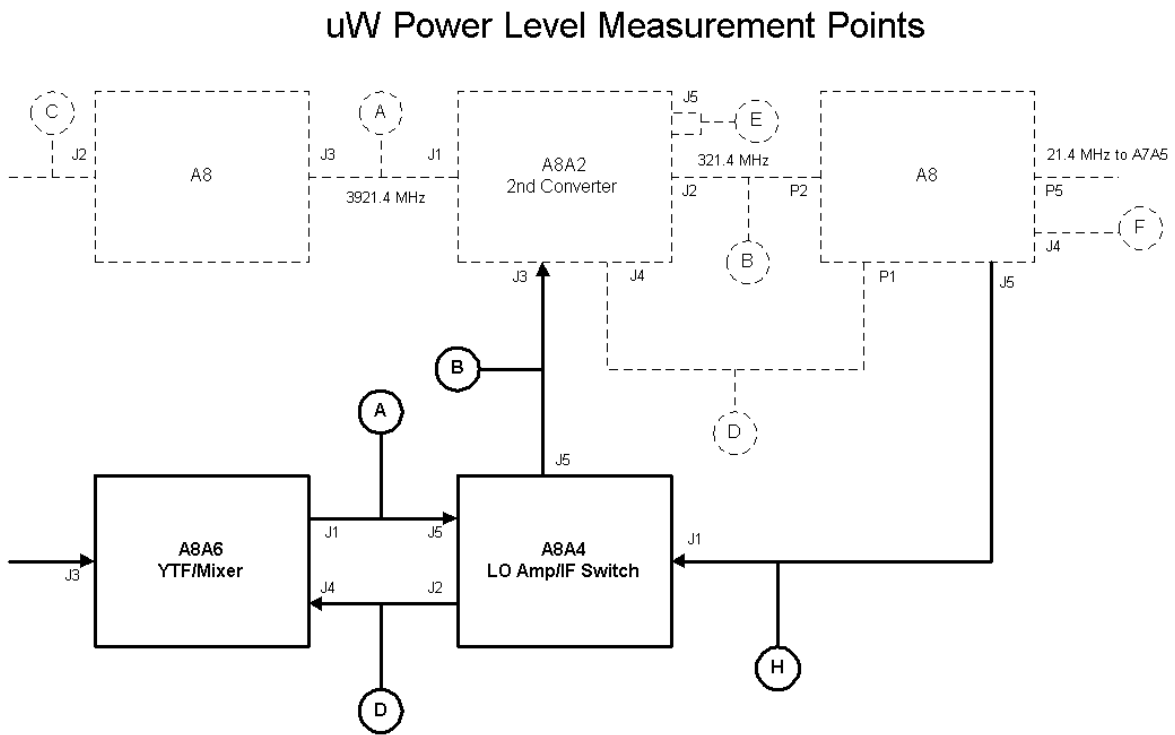 uW Power Level Measurement Points
C
A
J5
E
J2
J3
J1
321.4 MHz
21.4 MHz to A7A5
A8
A8A2
2nd Converter
A8
3921.4 MHz
J2
P2
P5
F
J4
B
J3
J4
P1
J5
B
A
D
J5
J1
J5
J1
A8A6
YTF/Mixer
A8A4
LO Amp/IF Switch
J3
J4
J2
H
D